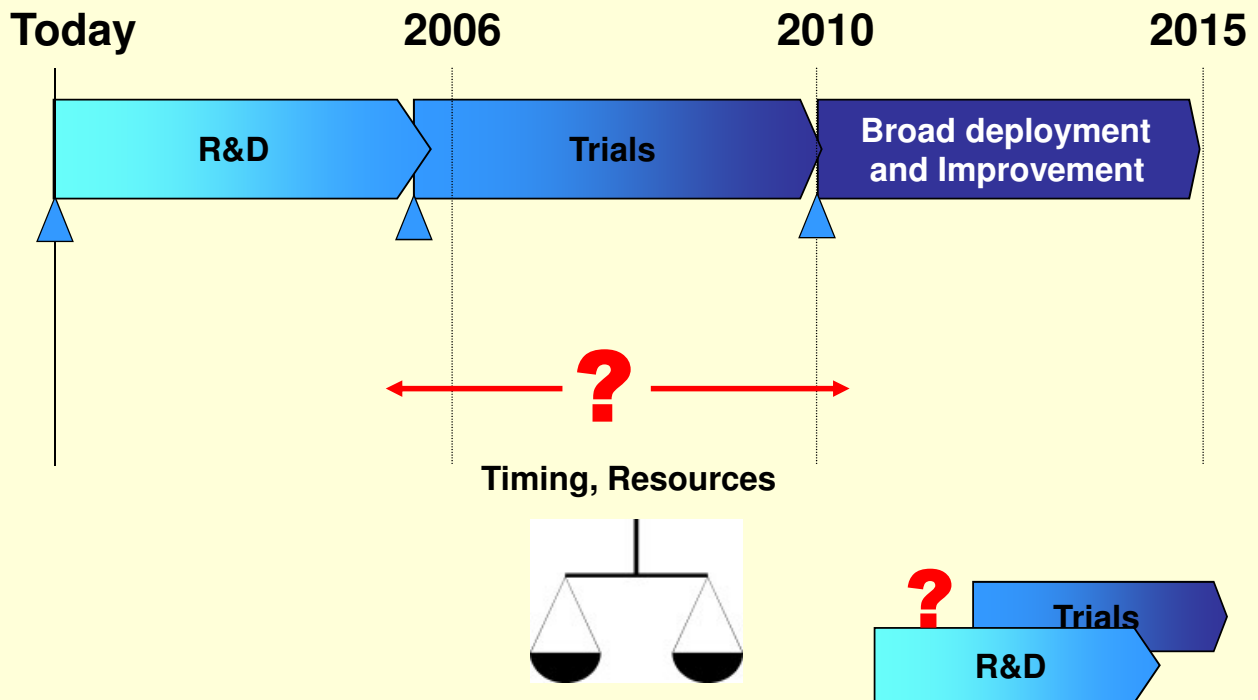 Today 2006 2010 2015
R&D Trials Broad deployment
and Improvement
?
Timing, Resources
?
Trials
R&D